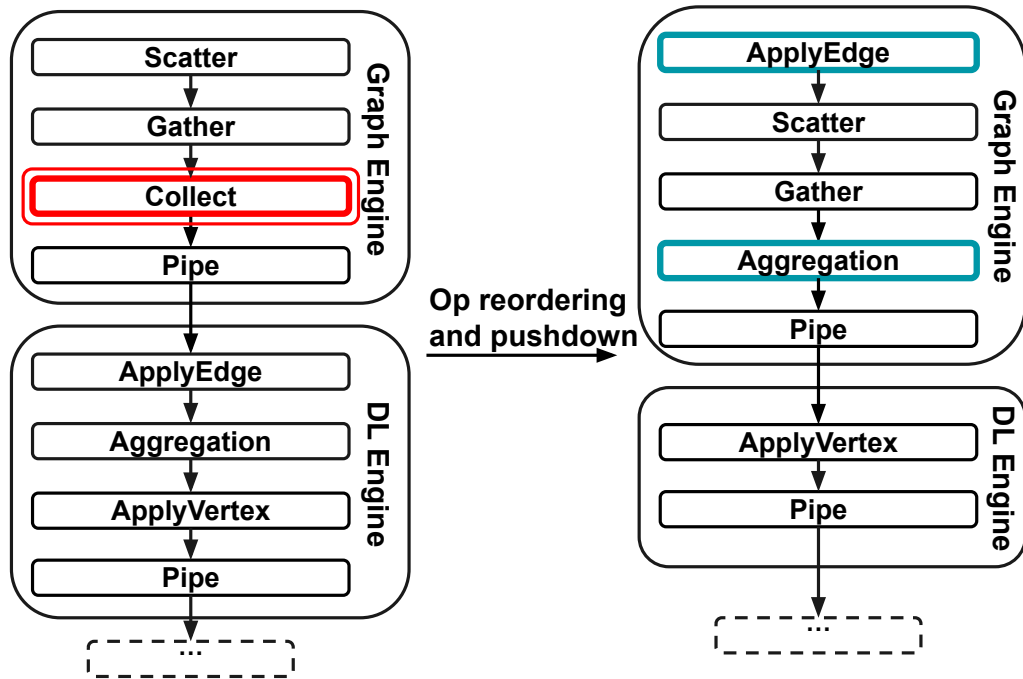 Scatter
Gather
Collect
Pipe
Graph Engine
ApplyEdge
Aggregation
ApplyVertex
Pipe
DL Engine
...
Op reordering
and pushdown
ApplyEdge
Scatter
Gather
Aggregation
Pipe
Graph Engine
ApplyVertex
Pipe
DL Engine
...